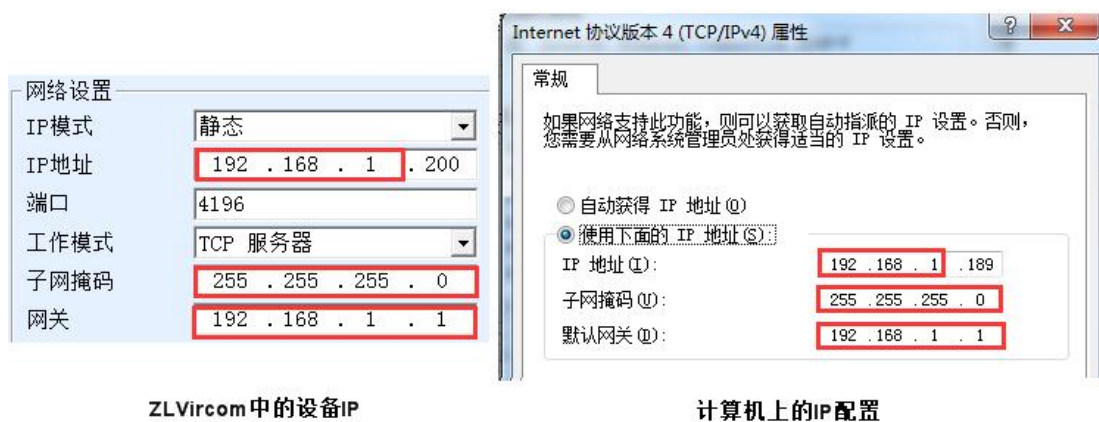 网络设置
IP模式 静态
IP地址 192 . 168 . 1 . 200
端口 4196
工作模式 TCP 服务器
子网掩码 255 . 255 . 255 . 0
网关 192 . 168 . 1 . 1
ZLVircom中的设备IP
Internet 协议版本 4 (TCP/IPv4) 属性
? X
常规
如果网络支持此功能，则可以获取自动指派的 IP 设置。否则，
您需要从网络系统管理员处获得适当的 IP 设置。
自动获得 IP 地址(O)
使用下面的 IP 地址(S):
IP 地址(I): 192 .168 . 1 .189
子网掩码(U): 255 .255 .255 . 0
默认网关(D): 192 .168 . 1 . 1
计算机上的IP配置